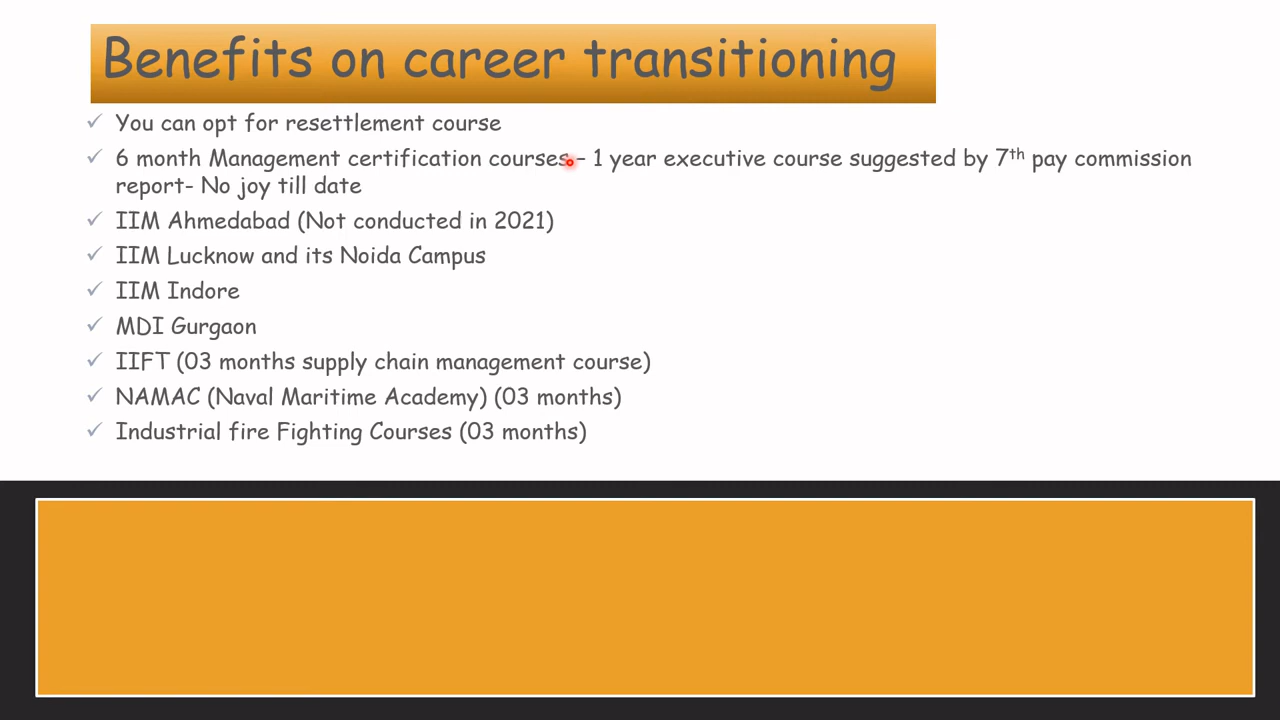 Benefits on career transitioning
✓ You can opt for resettlement course
✓ 6 month Management certification courses – 1 year executive course suggested by 7th pay commission
report- No joy till date
✓ IIM Ahmedabad (Not conducted in 2021)
✓ IIM Lucknow and its Noida Campus
✓ IIM Indore
✓ MDI Gurgaon
✓ IIFT (03 months supply chain management course)
✓ NAMAC (Naval Maritime Academy) (03 months)
✓ Industrial fire Fighting Courses (03 months)